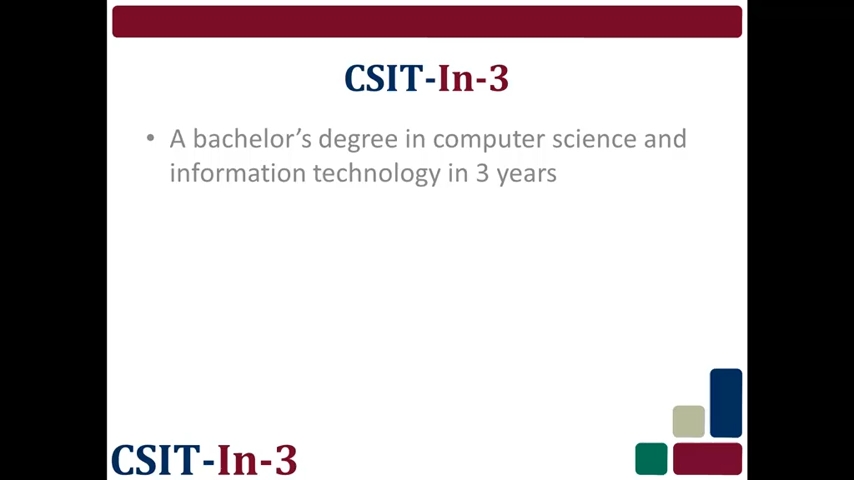 CSIT-In-3
• A bachelor’s degree in computer science and
information technology in 3 years
CSIT-In-3